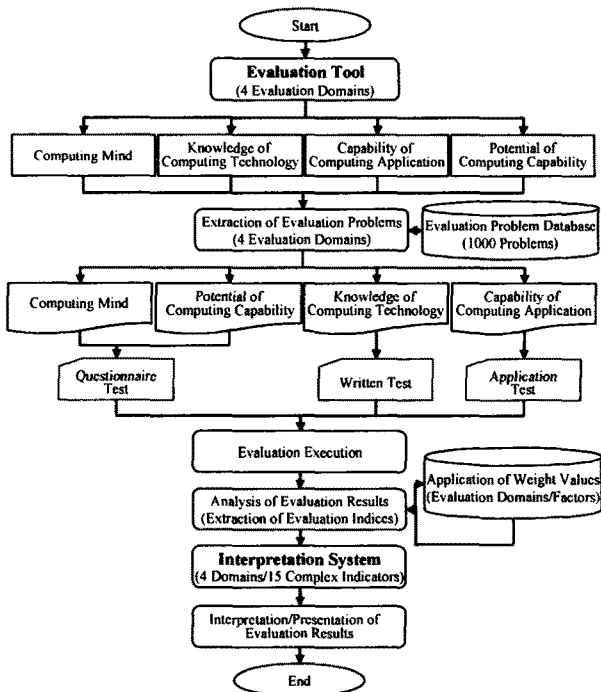 Start
Evaluation Tool
(4 Evaluation Domains)
Computing Mind
Knowledge of
Computing Technology
Capability of
Computing Application
Potential of
Computing Capability
Extraction of Evaluation Problems
(4 Evaluation Domains)
Evaluation Problem Database
(1000 Problems)
Computing Mind
Potential of
Computing Capability
Knowledge of
Computing Technology
Capability of
Computing Application
Questionnaire
Test
Written Test
Application
Test
Evaluation Execution
Analysis of Evaluation Results
(Extraction of Evaluation Indices)
Application of Weight Values
(Evaluation Domains/Factors)
Interpretation System
(4 Domains/15 Complex Indicators)
Interpretation/Presentation of
Evaluation Results
End